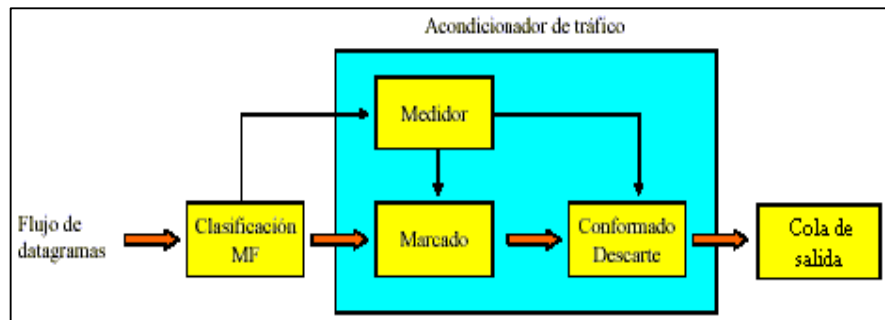 Acondicionador de tráfico
Medidor
Flujo de
datagramas
Clasificación
MF
Marcado
Conformado
Descarte
Cola de
salida